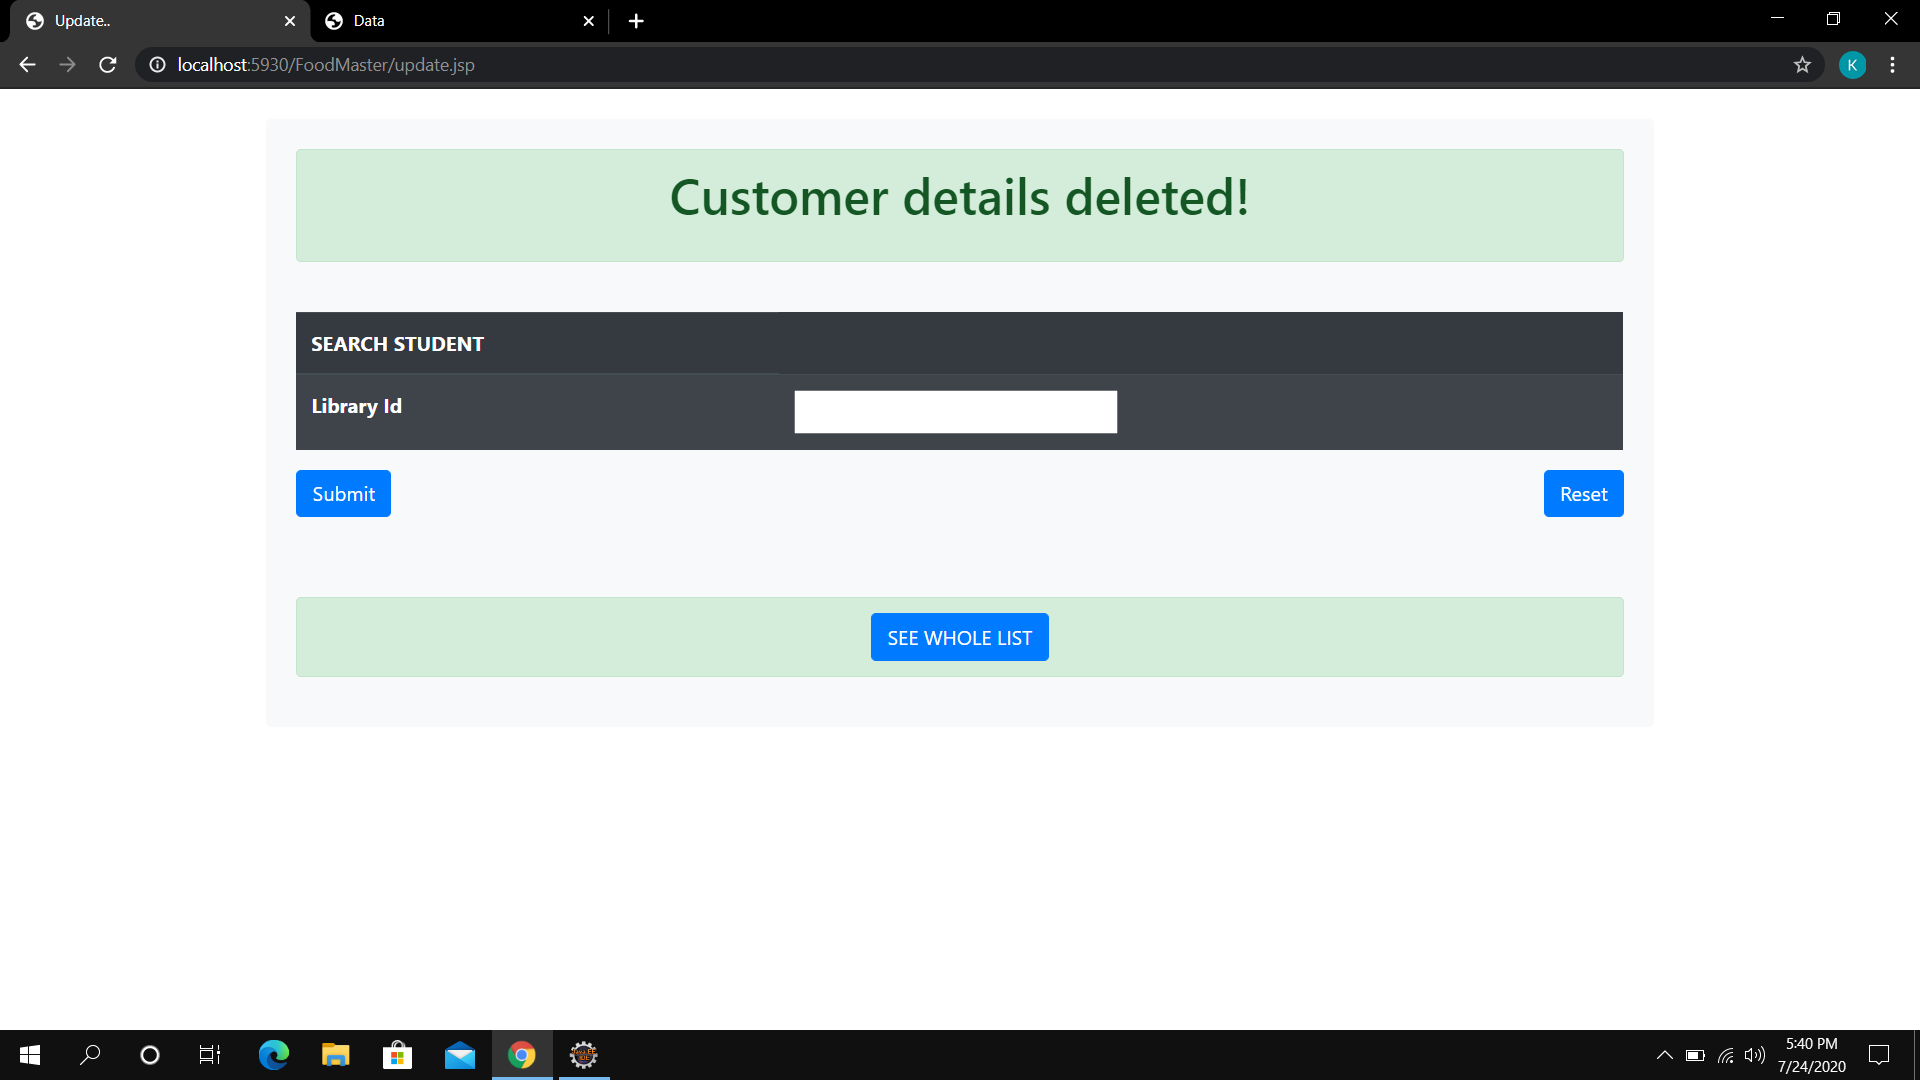 Update..
Data
localhost:5930/FoodMaster/update.jsp
K
Customer details deleted!
SEARCH STUDENT
Library Id
Submit
Reset
SEE WHOLE LIST
5:40 PM
7/24/2020